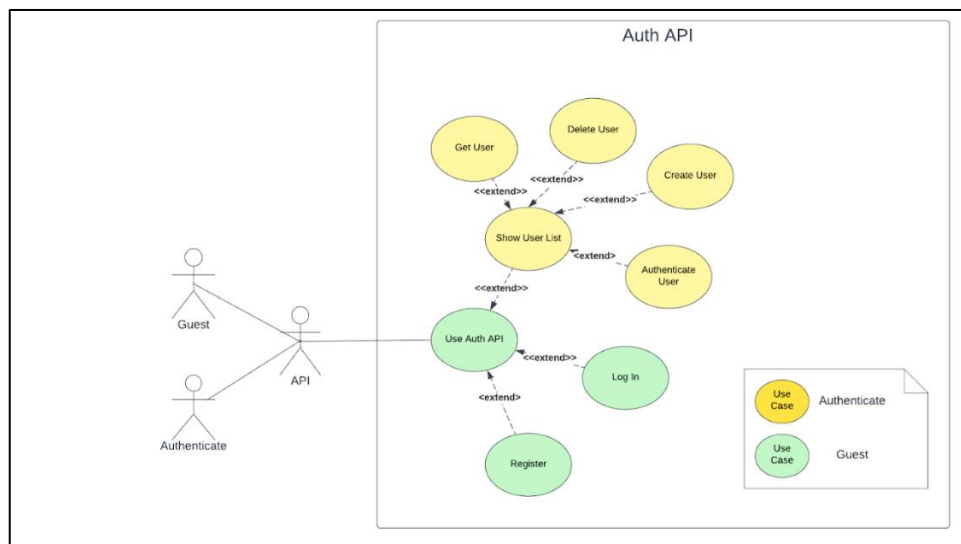 Auth API
Delete User
Get User
Create User
<<extend>>
<<extend>>
<<extend>>
Show User List
<extend>
Authenticate
User
<<extend>>
Guest
Use Auth API
<<extend>>
Log In
API
<extend>
Authenticate
Register
Use
Case
Authenticate
Use
Case
Guest